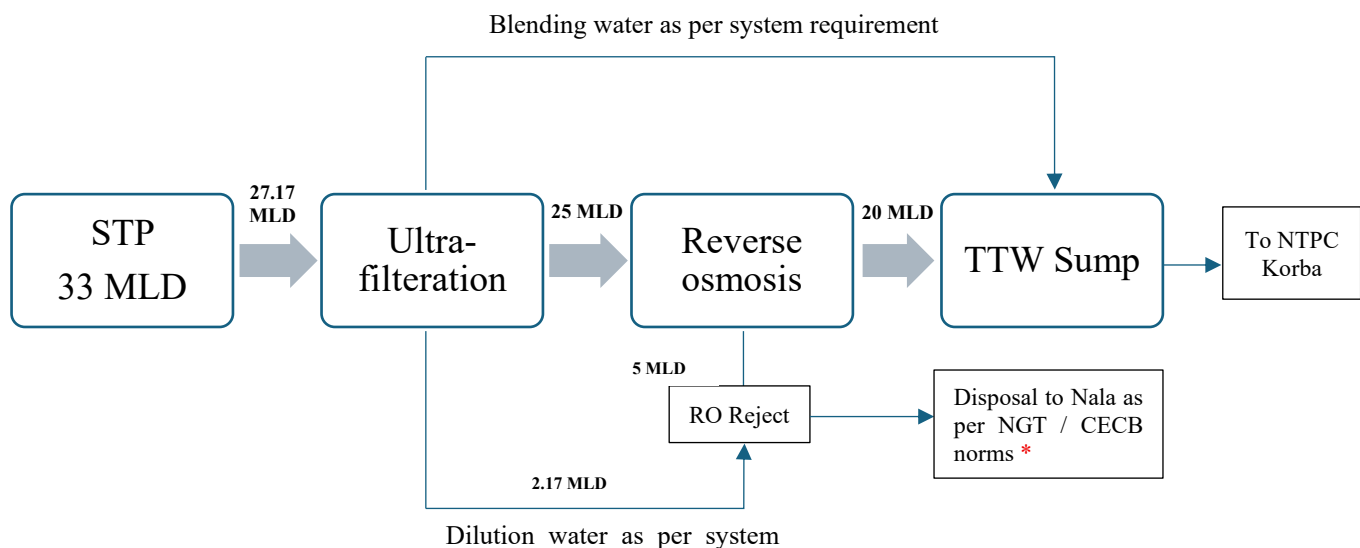 Blending water as per system requirement
27.17
MLD
25 MLD
20 MLD
STP
33 MLD
Ultra-
filteration
Reverse
osmosis
TTW Sump
To NTPC
Korba
5 MLD
RO Reject
Disposal to Nala as
per NGT / CECB
norms *
2.17 MLD
Dilution water as per system